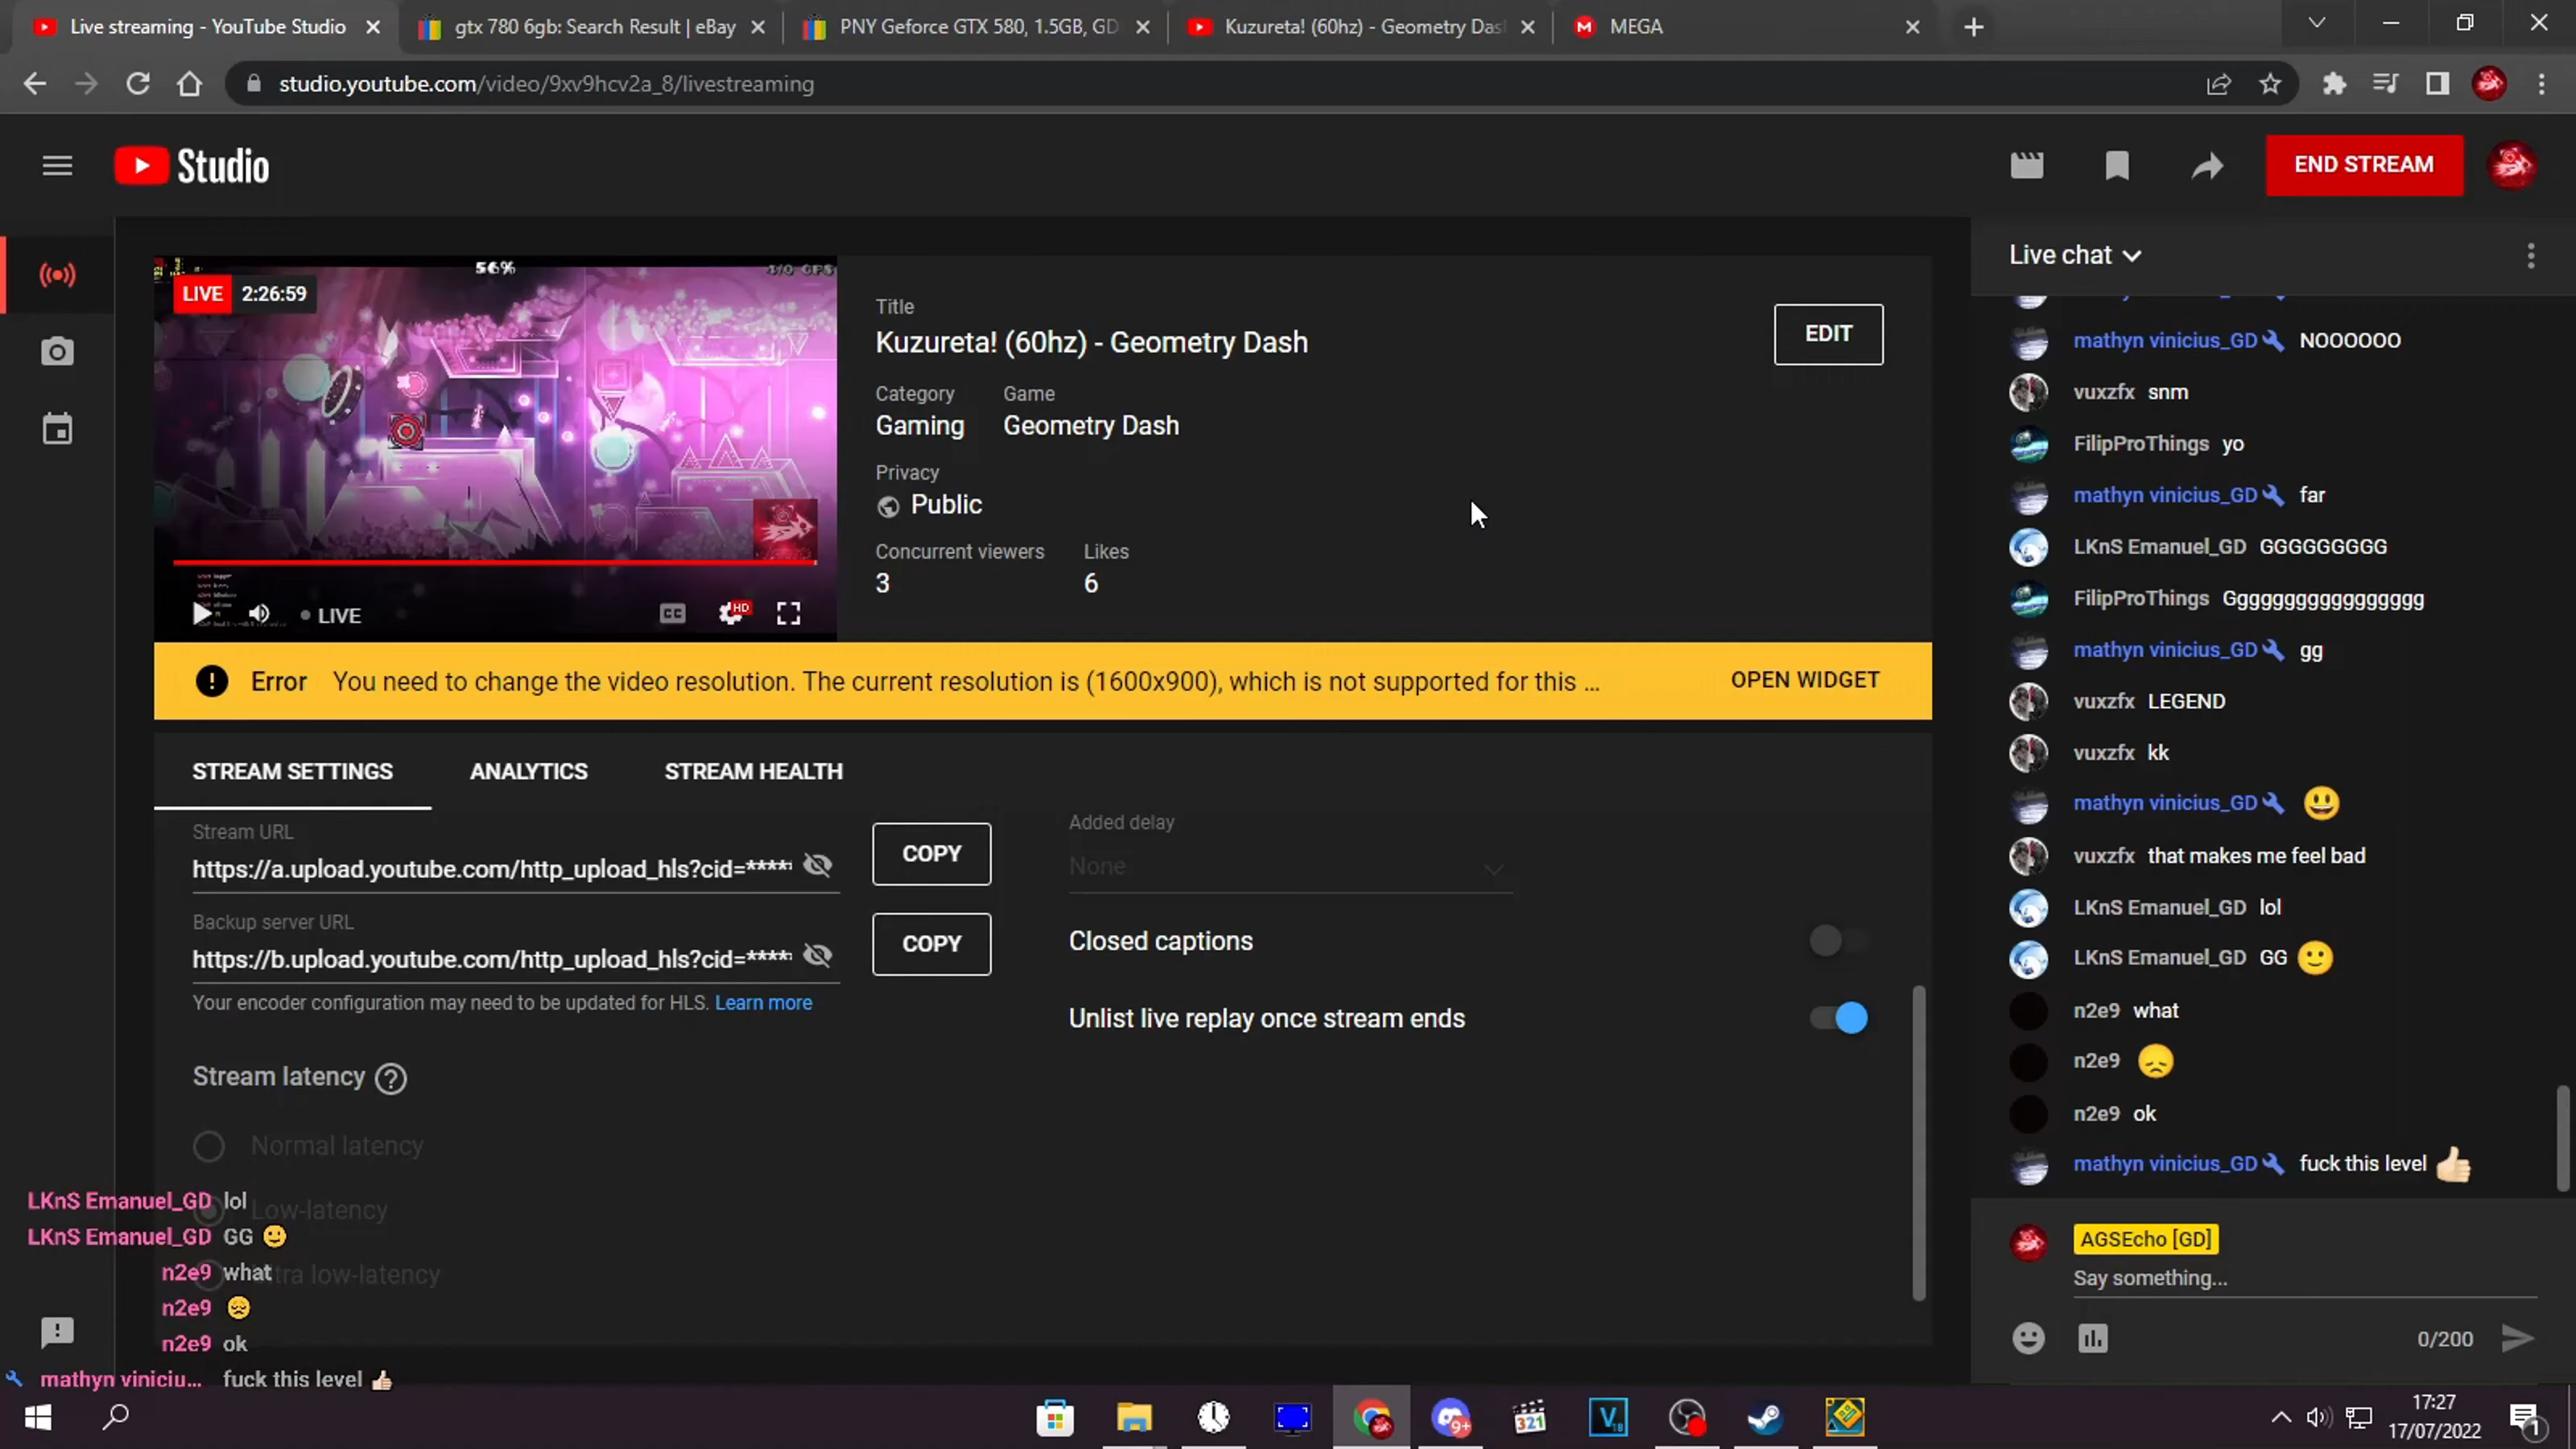 Live streaming - YouTube Studio
gtx 780 6gb: Search Result | eBay
PNY Geforce GTX 580, 1.5GB, GD
Kuzureta! (60hz) - Geometry Das
MEGA
studio.youtube.com/video/9xv9hcv2a_8/livestreaming
Studio
END STREAM
56%
LIVE 2:26:59
LIVE
CC
HD
Title
Kuzureta! (60hz) - Geometry Dash
EDIT
Category Game
Gaming Geometry Dash
Privacy
Public
Concurrent viewers Likes
3 6
! Error You need to change the video resolution. The current resolution is (1600x900), which is not supported for this ... OPEN WIDGET
STREAM SETTINGS ANALYTICS STREAM HEALTH
Stream URL
https://a.upload.youtube.com/http_upload_hls?cid=*****
COPY
Backup server URL
https://b.upload.youtube.com/http_upload_hls?cid=*****
COPY
Your encoder configuration may need to be updated for HLS. Learn more
Stream latency ?
Normal latency
Low-latency
tra low-latency
Added delay
None
Closed captions
Unlist live replay once stream ends
LKnS Emanuel_GD lol
LKnS Emanuel_GD GG 🙂
n2e9 what
n2e9 😞
n2e9 ok
mathyn viniciu... fuck this level 👍🏻
Live chat
mathyn vinicius_GD NOOOOOO
vuxzfx snm
FilipProThings yo
mathyn vinicius_GD far
LKnS Emanuel_GD GGGGGGGGG
FilipProThings Gggggggggggggggg
mathyn vinicius_GD gg
vuxzfx LEGEND
vuxzfx kk
mathyn vinicius_GD 😃
vuxzfx that makes me feel bad
LKnS Emanuel_GD lol
LKnS Emanuel_GD GG 🙂
n2e9 what
n2e9 😞
n2e9 ok
mathyn vinicius_GD fuck this level 👍🏻
AGSEcho [GD]
Say something...
0/200
9+
321
V
18
17:27
17/07/2022
1